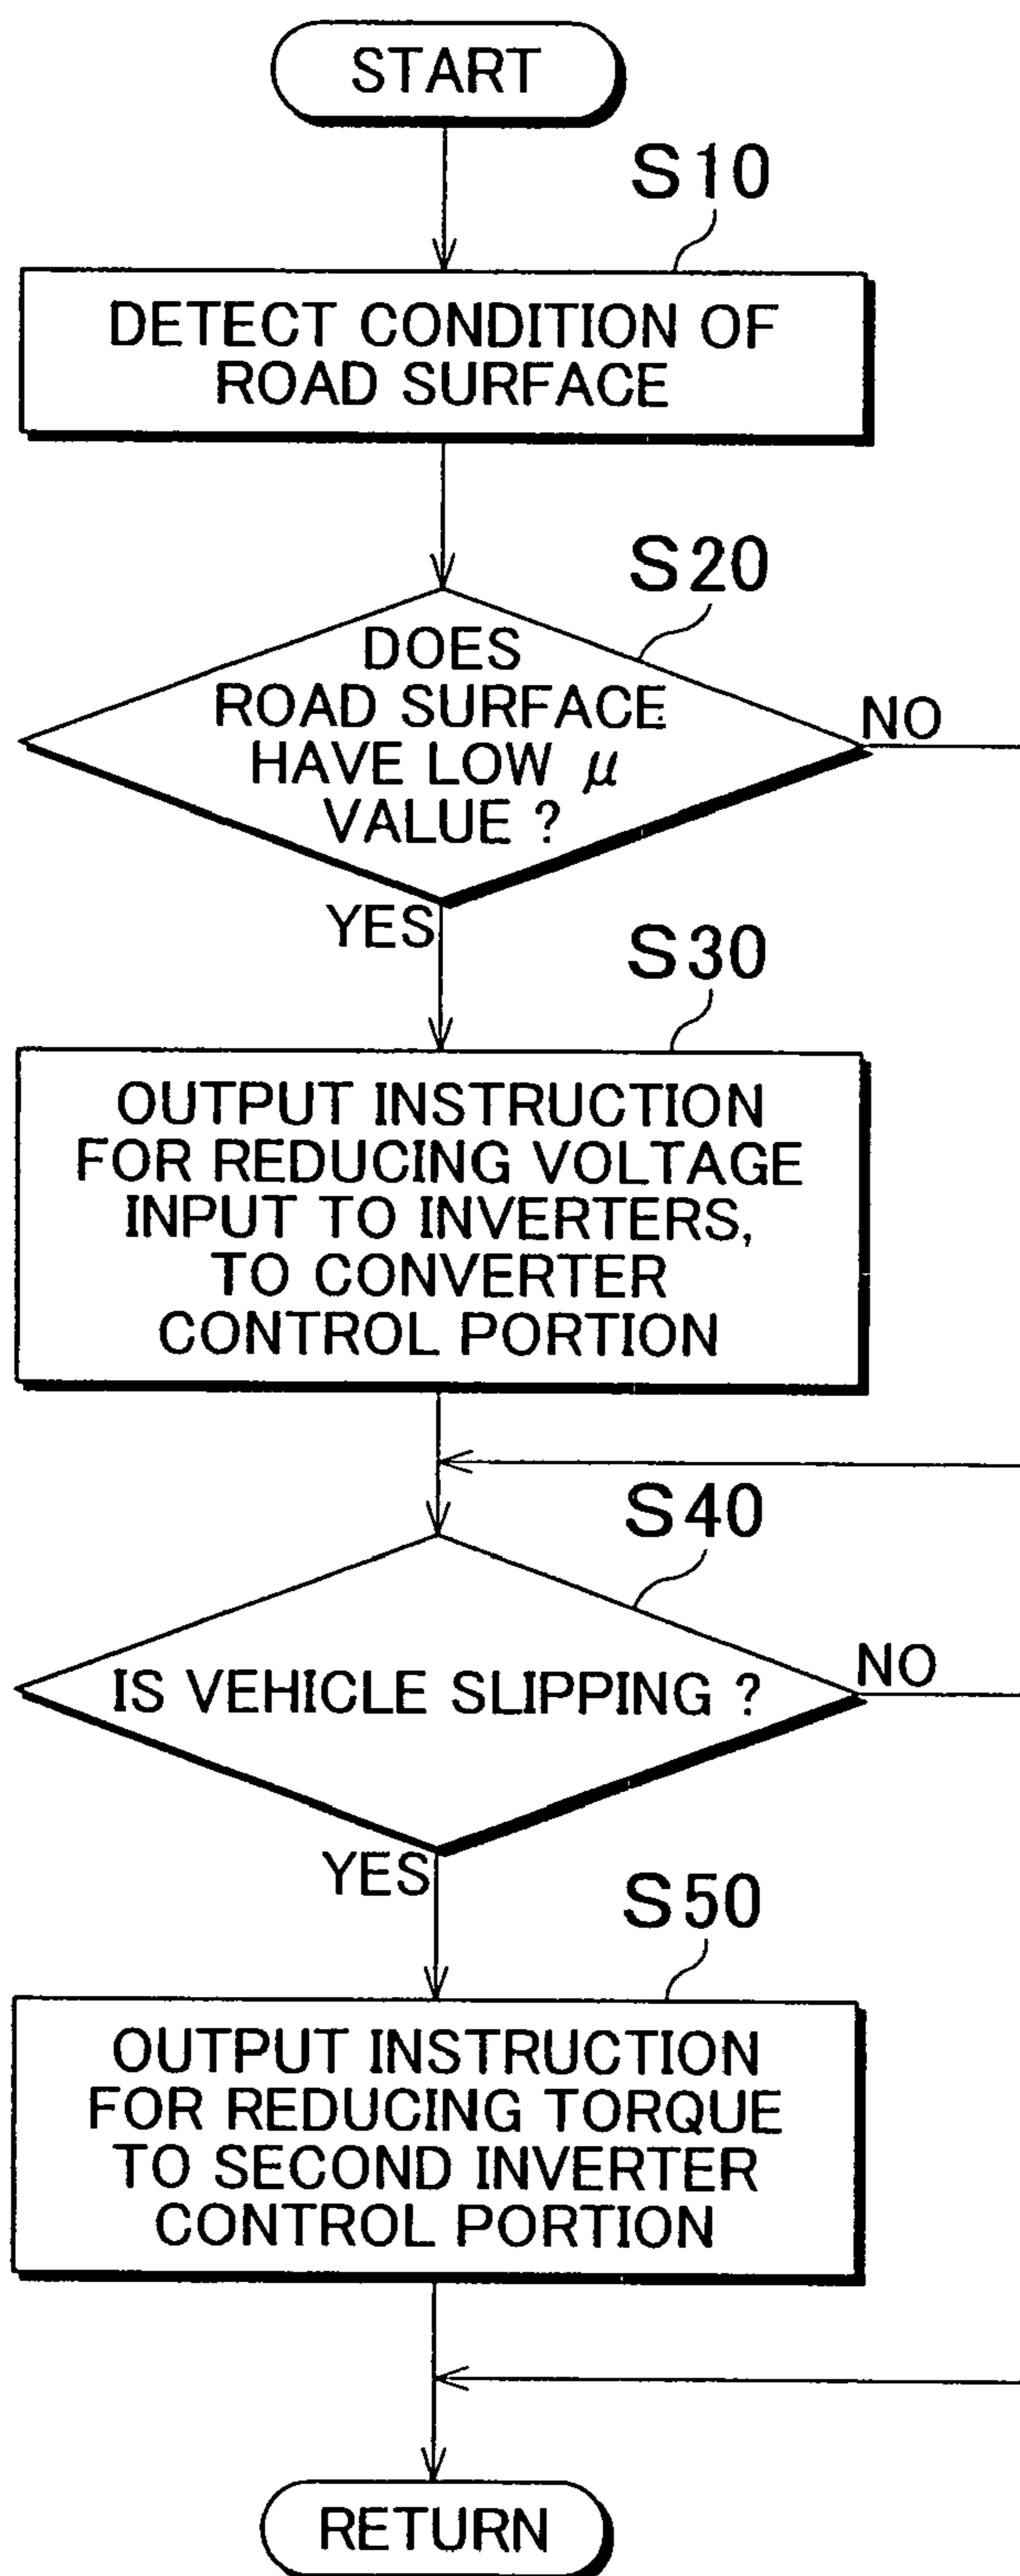 START
S10
DETECT CONDITION OF
ROAD SURFACE
S20
DOES
ROAD SURFACE
HAVE LOW μ
VALUE ?
NO
YES
S30
OUTPUT INSTRUCTION
FOR REDUCING VOLTAGE
INPUT TO INVERTERS,
TO CONVERTER
CONTROL PORTION
S40
IS VEHICLE SLIPPING ?
NO
YES
S50
OUTPUT INSTRUCTION
FOR REDUCING TORQUE
TO SECOND INVERTER
CONTROL PORTION
RETURN